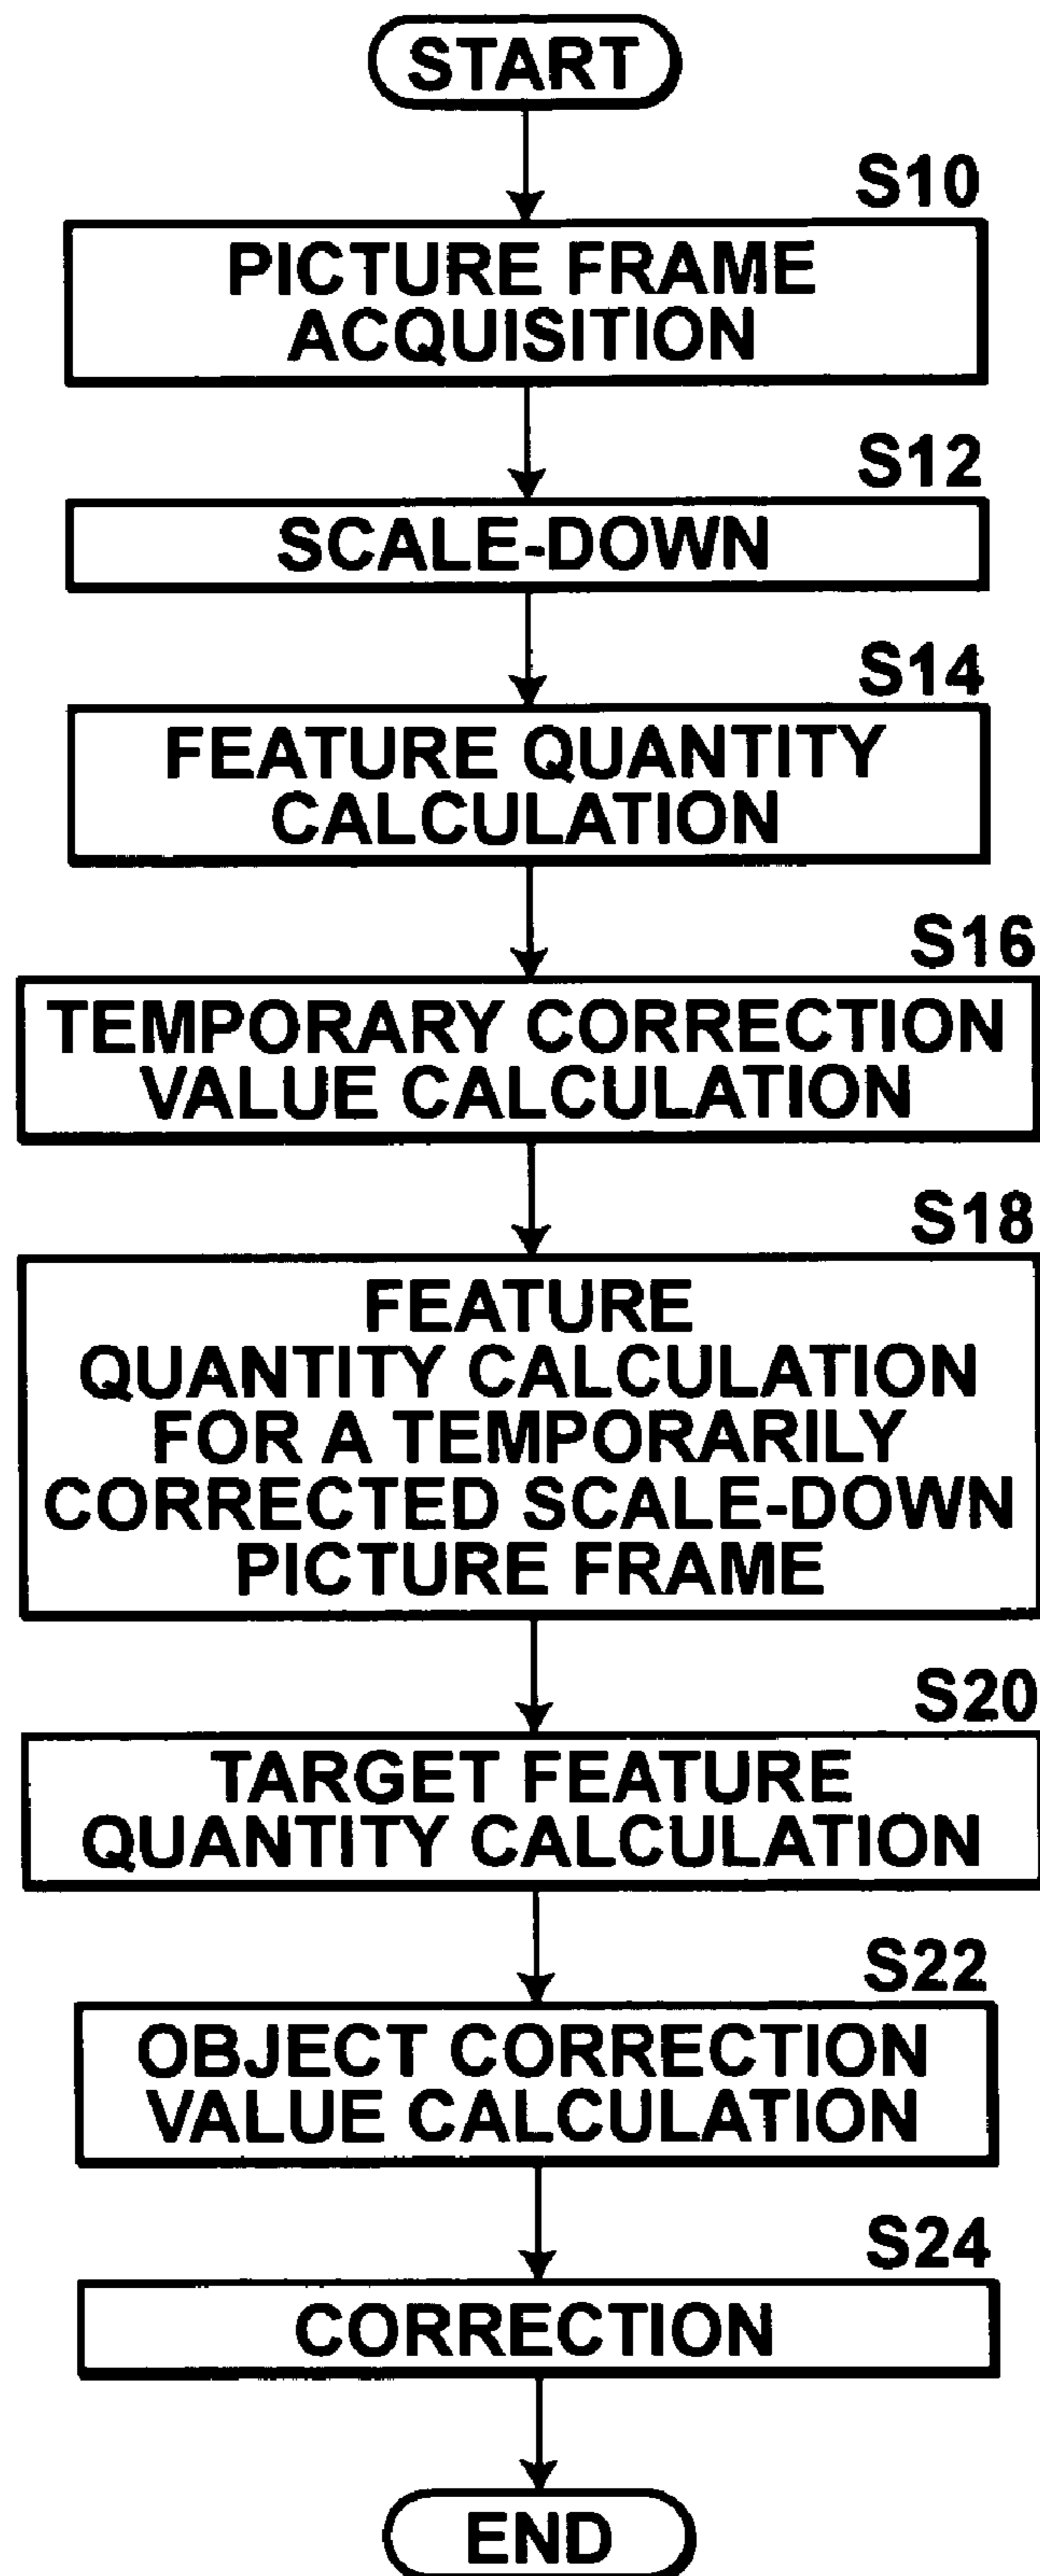 START
S10
PICTURE FRAME
ACQUISITION
S12
SCALE-DOWN
S14
FEATURE QUANTITY
CALCULATION
S16
TEMPORARY CORRECTION
VALUE CALCULATION
S18
FEATURE
QUANTITY CALCULATION
FOR A TEMPORARILY
CORRECTED SCALE-DOWN
PICTURE FRAME
S20
TARGET FEATURE
QUANTITY CALCULATION
S22
OBJECT CORRECTION
VALUE CALCULATION
S24
CORRECTION
END